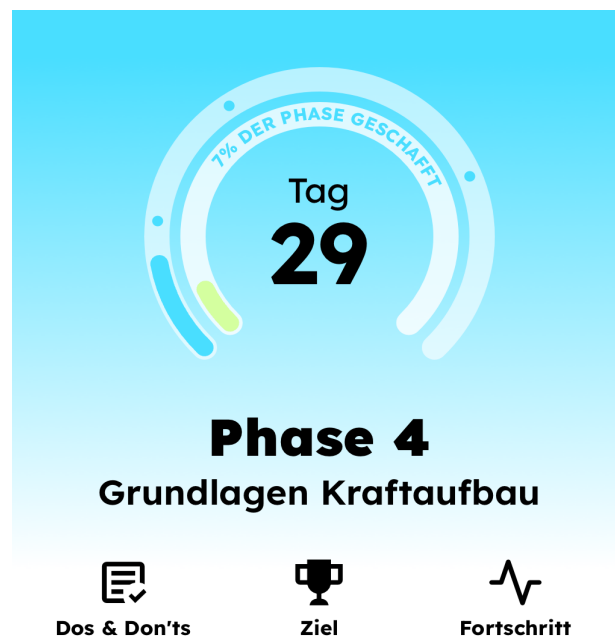 7% DER PHASE GESCHAFFT
Tag
29
Phase 4
Grundlagen Kraftaufbau
Dos & Don'ts
Ziel
Fortschritt